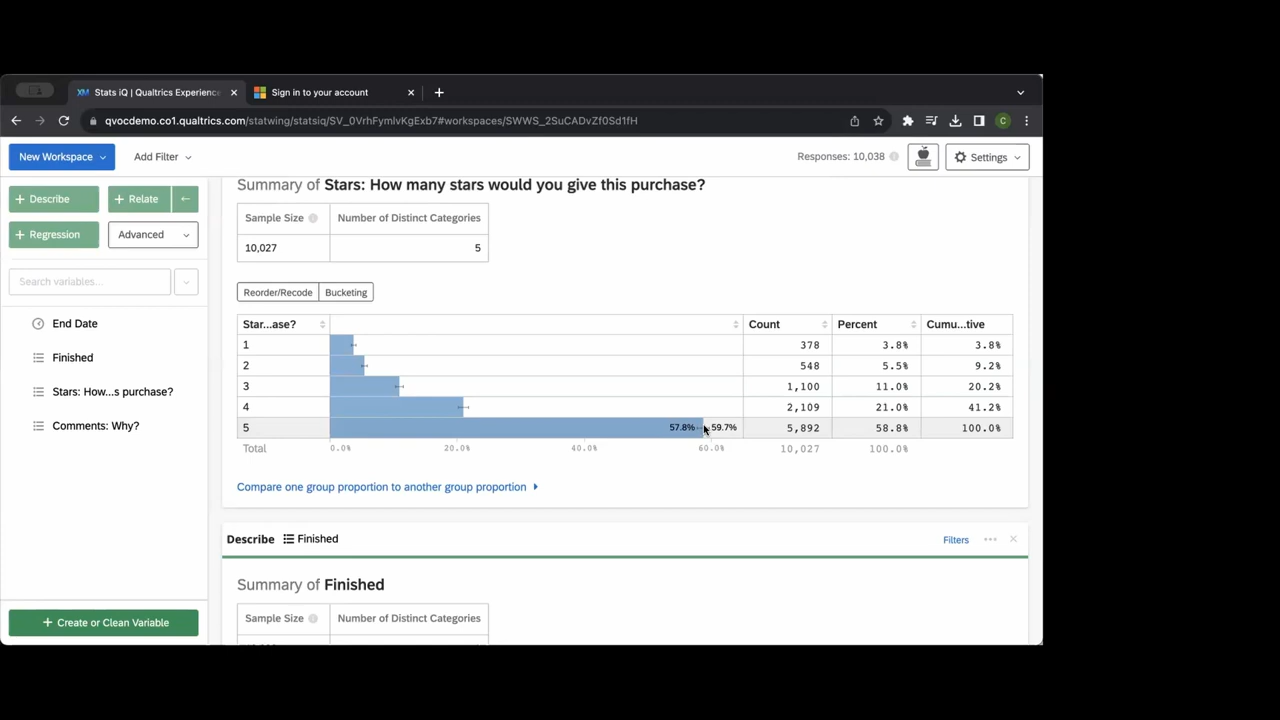 Stats iQ | Qualtrics Experience
Sign in to your account
qvocdemo.co1.qualtrics.com/statwing/statsiq/SV_0VrhFymlvKgExb7#workspaces/SWWS_2SuCADvZf0Sd1fH
C
New Workspace
Add Filter
Responses: 10,038
Settings
Describe
Relate
Regression
Advanced
Search variables...
End Date
Finished
Stars: How...s purchase?
Comments: Why?
Create or Clean Variable
Summary of Stars: How many stars would you give this purchase?
Sample Size Number of Distinct Categories
10,027 5
Reorder/Recode Bucketing
Star...ase? Count Percent Cumu...tive
1 378 3.8% 3.8%
2 548 5.5% 9.2%
3 1,100 11.0% 20.2%
4 2,109 21.0% 41.2%
5 57.8% 59.7% 5,892 58.8% 100.0%
Total 0.0% 20.0% 40.0% 60.0% 10,027 100.0%
Compare one group proportion to another group proportion
Describe Finished Filters
Summary of Finished
Sample Size Number of Distinct Categories